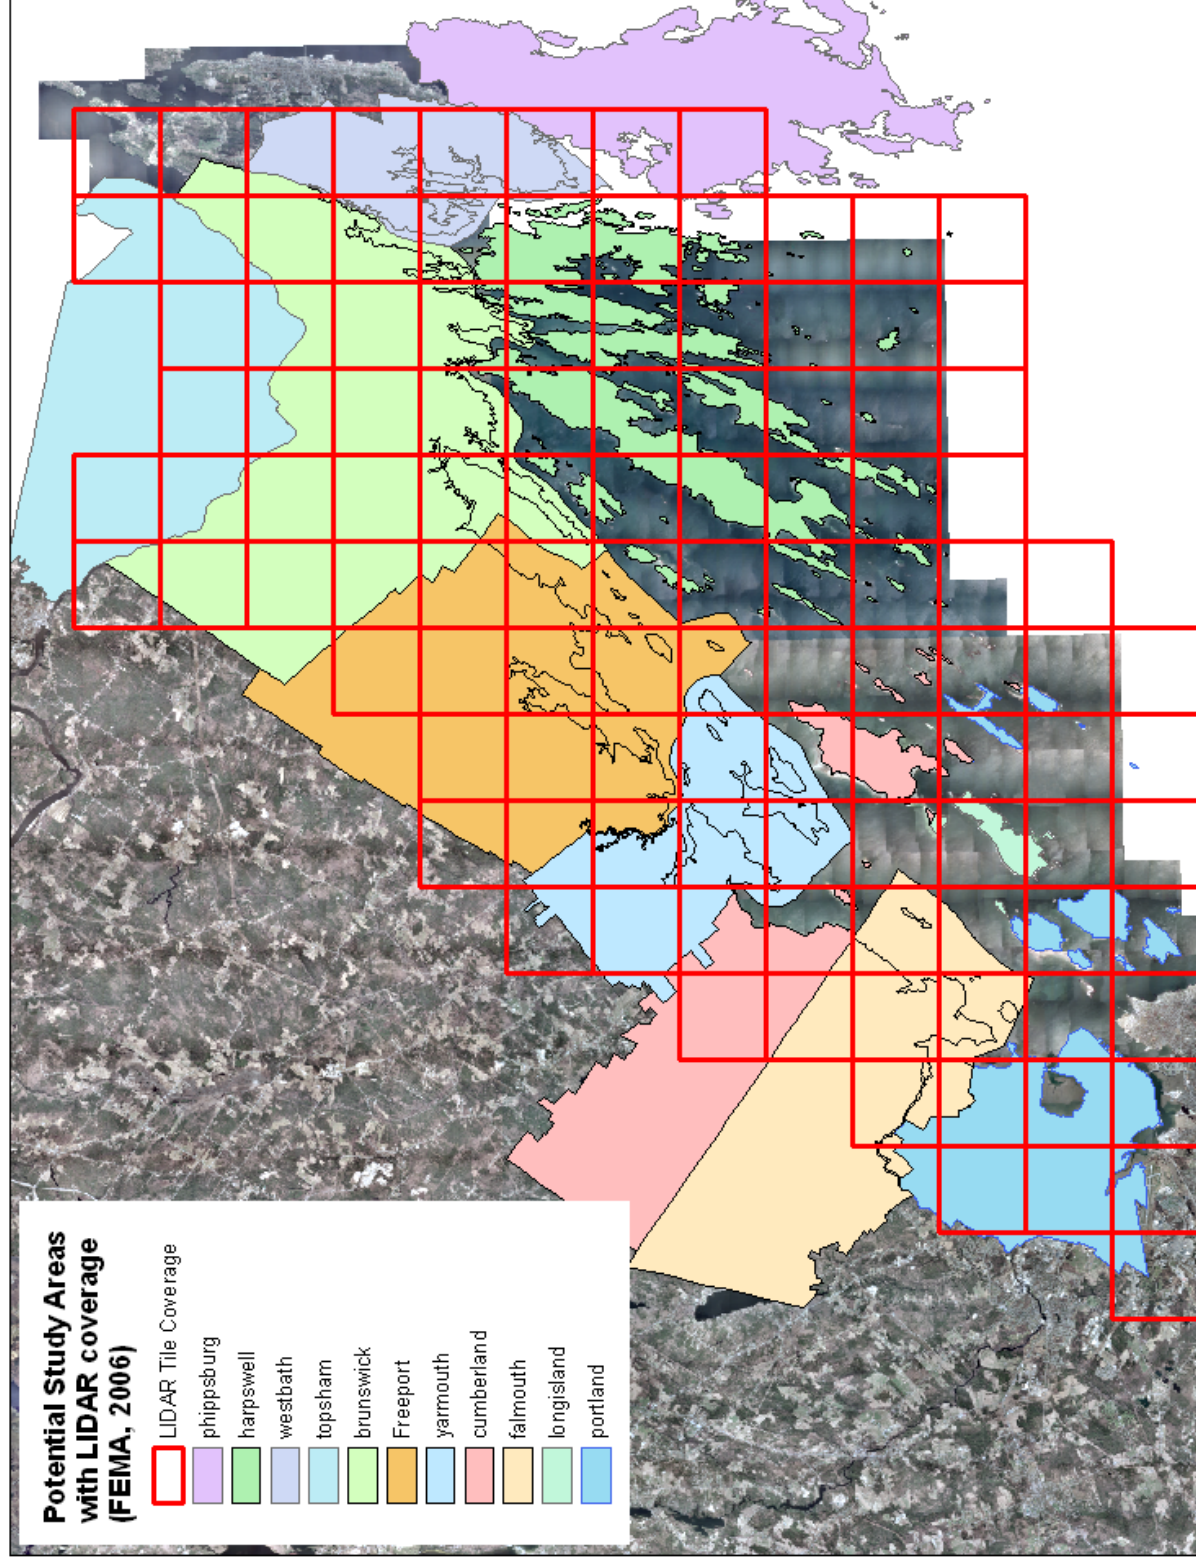 Potential Study Areas
with LIDAR coverage
(FEMA, 2006)
LIDAR Tile Coverage
phippsburg
harpswell
westbath
topsham
brunswick
Freeport
yarmouth
cumberland
falmouth
longisland
portland